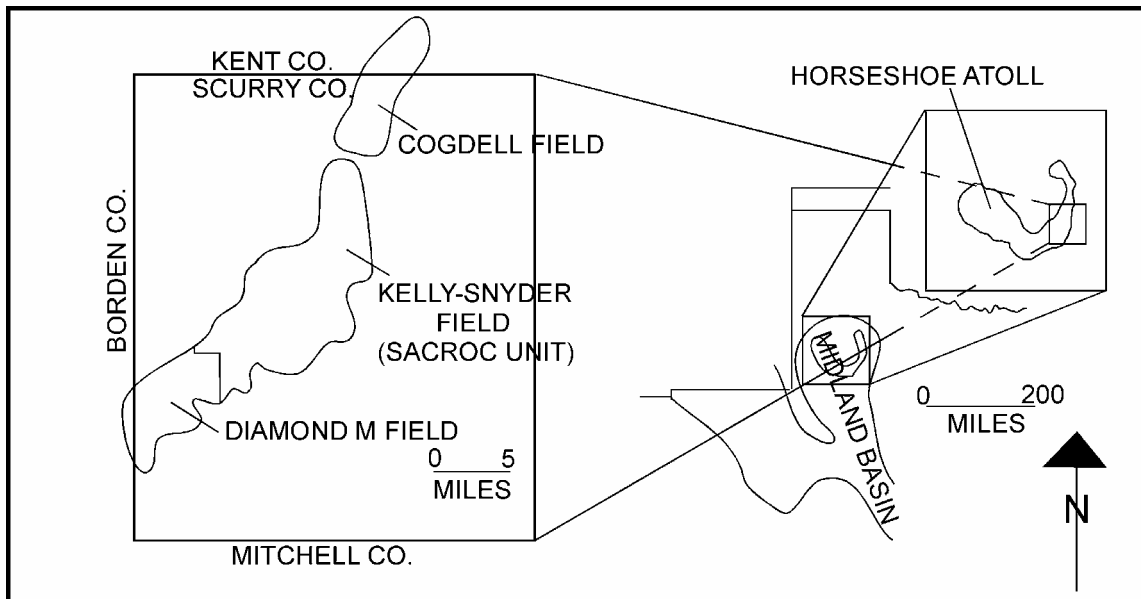 KENT CO.
SCURRY CO.
COGDELL FIELD
BORDEN CO.
KELLY-SNYDER
FIELD
(SACROC UNIT)
DIAMOND M FIELD
0 5
MILES
MITCHELL CO.
HORSESHOE ATOLL
MIDLAND BASIN
0 200
MILES
N